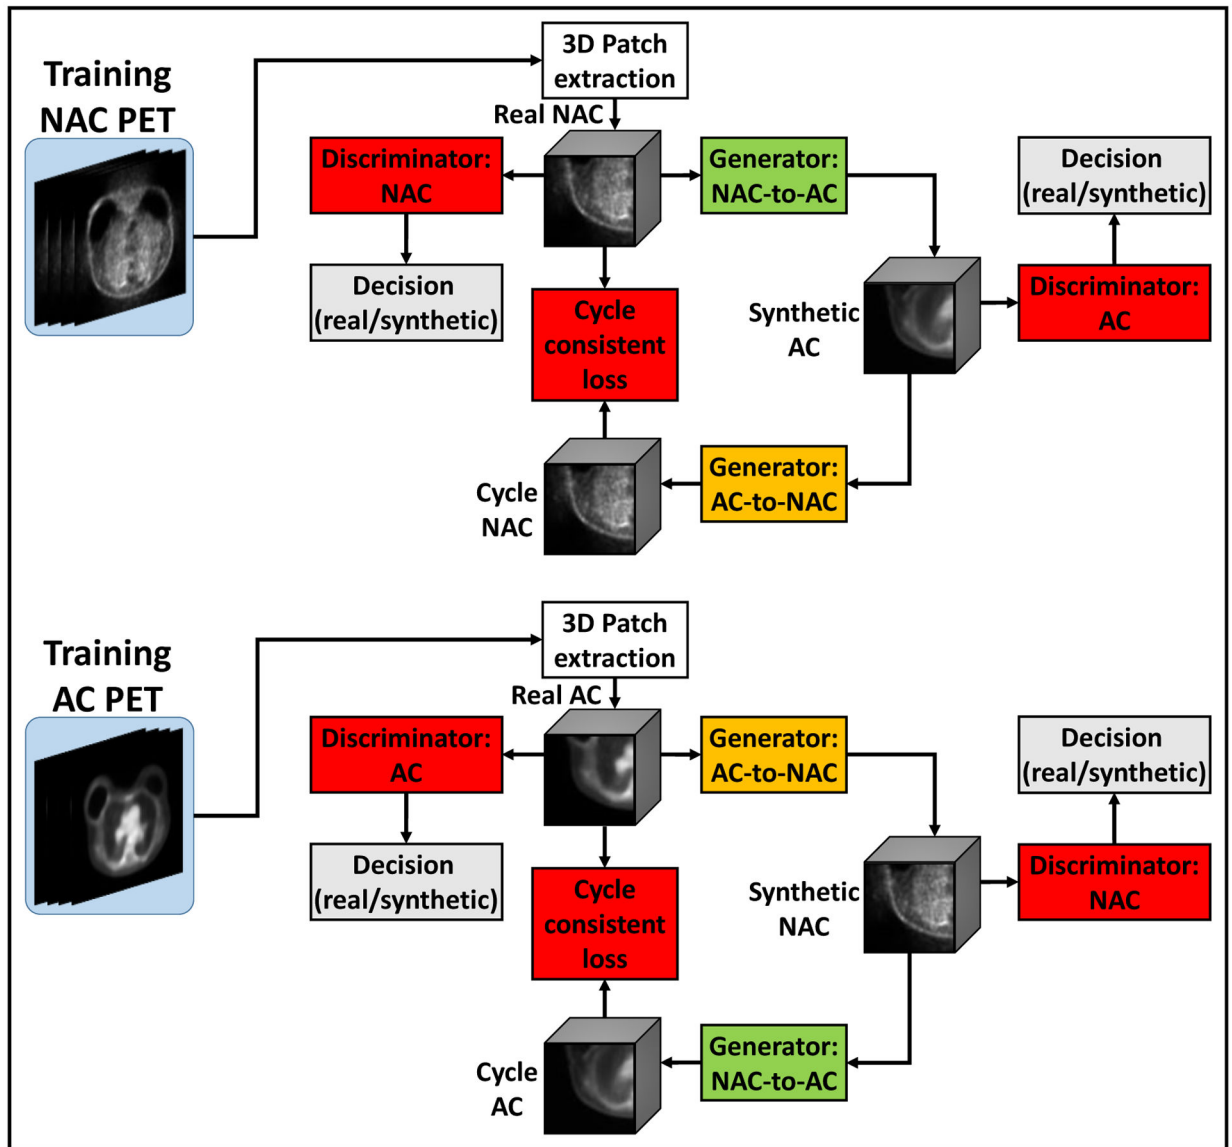 Training
NAC PET
3D Patch
extraction
Real NAC
Discriminator:
NAC
Generator:
NAC-to-AC
Decision
(real/synthetic)
Decision
(real/synthetic)
Cycle
consistent
loss
Synthetic
AC
Discriminator:
AC
Cycle
NAC
Generator:
AC-to-NAC
Training
AC PET
3D Patch
extraction
Real AC
Discriminator:
AC
Generator:
AC-to-NAC
Decision
(real/synthetic)
Decision
(real/synthetic)
Cycle
consistent
loss
Synthetic
NAC
Discriminator:
NAC
Cycle
AC
Generator:
NAC-to-AC